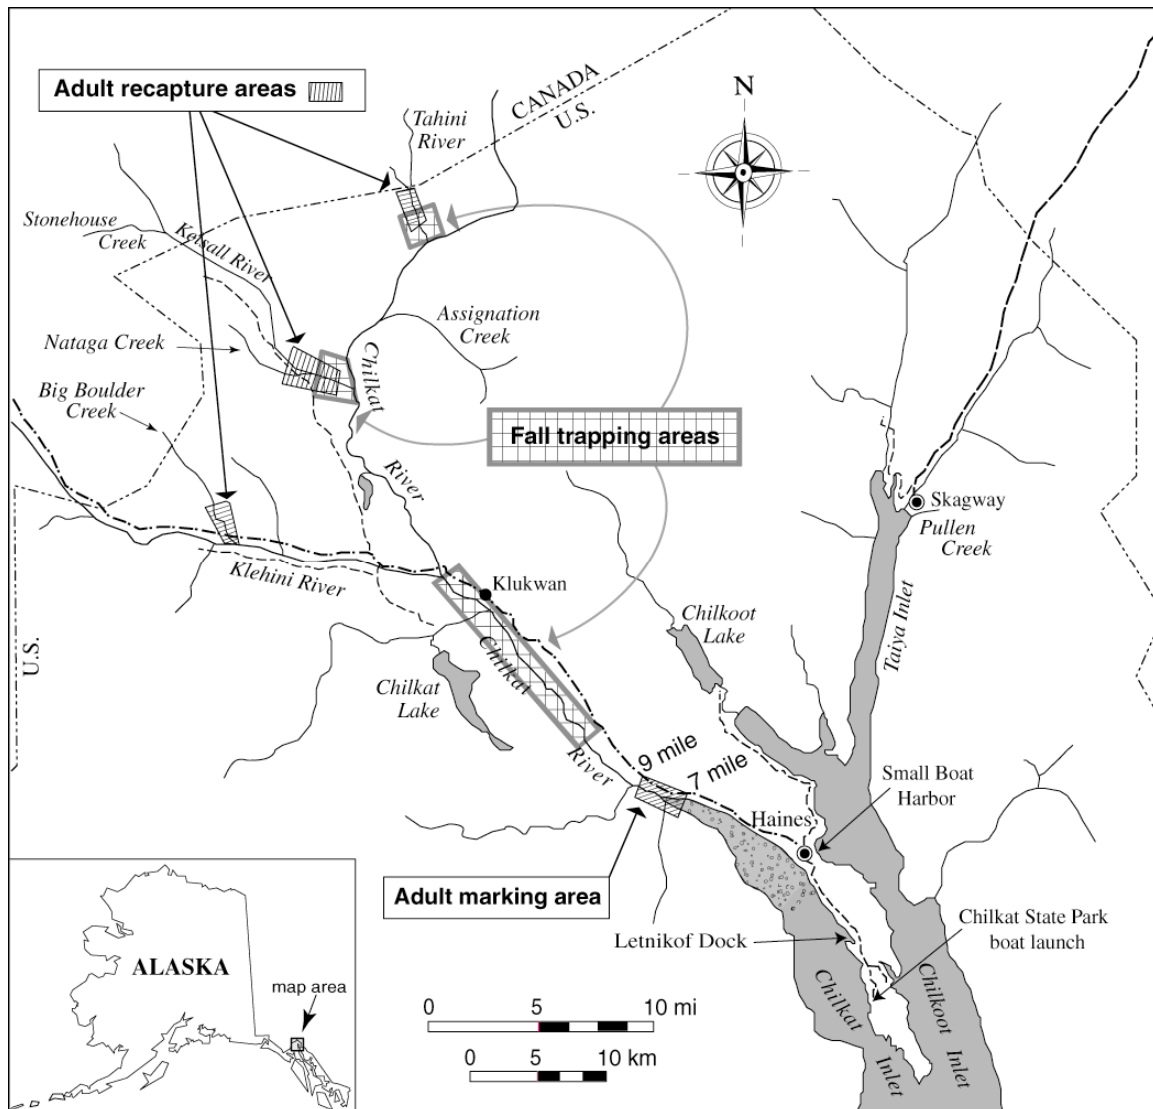 Adult recapture areas
Tahini
River
CANADA
U.S.
N
Stonehouse
Creek
Kelsall River
Assignation
Creek
Nataga Creek
Chilkat
Big Boulder
Creek
Fall trapping areas
River
Skagway
Pullen
Creek
Klehini River
Klukwan
Chilkoot
Lake
Taiya Inlet
U.S.
Chilkat
Chilkat
Lake
River
9 mile
7 mile
Small Boat
Harbor
Haines
Adult marking area
Chilkat State Park
boat launch
Letnikof Dock
ALASKA
map area
Chilkat
Inlet
Chilkoot
Inlet
0 5 10 mi
0 5 10 km